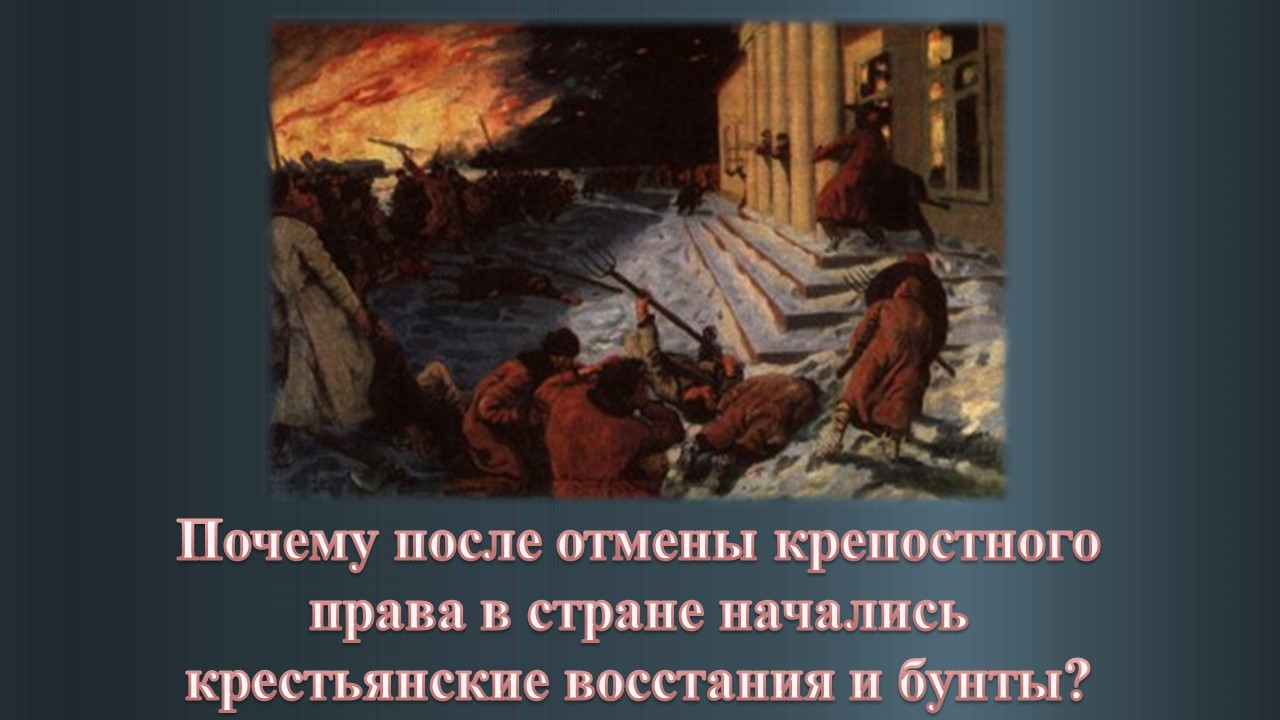 Почему после отмены крепостного
права в стране начались
крестьянские восстания и бунты?